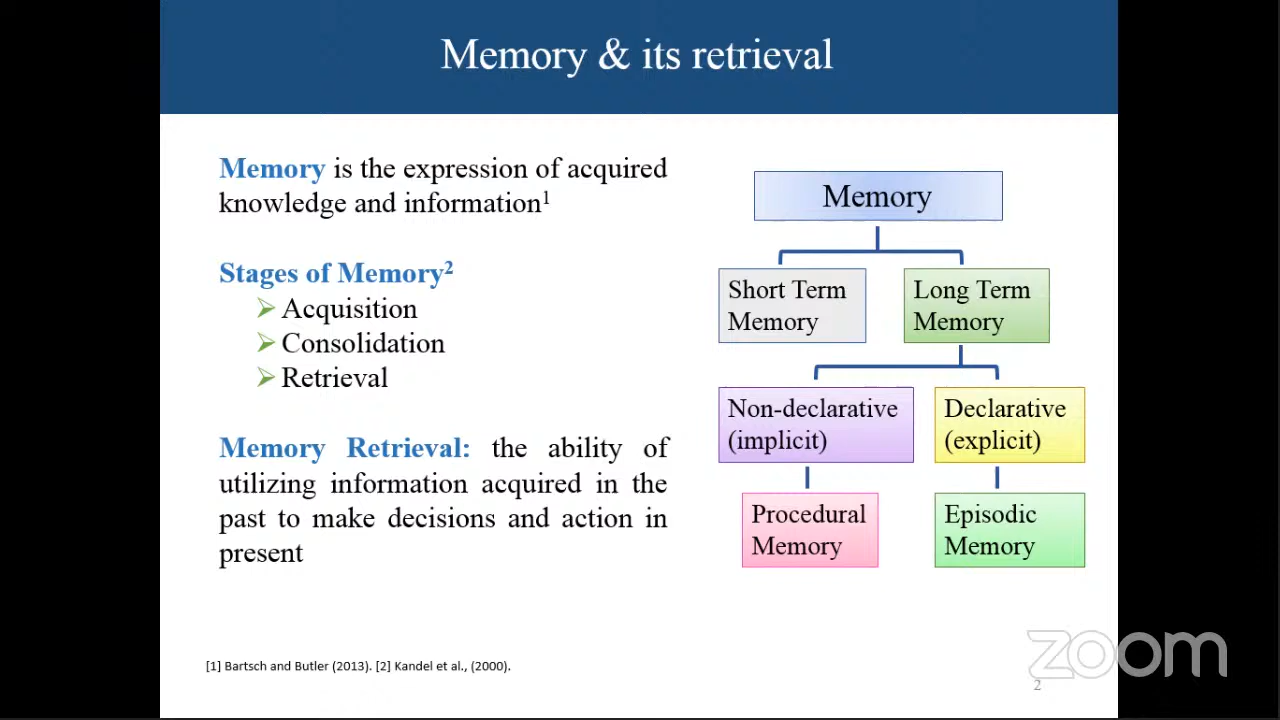 Memory & its retrieval
Memory is the expression of acquired
knowledge and information¹
Stages of Memory²
Acquisition
Consolidation
Retrieval
Memory Retrieval: the ability of
utilizing information acquired in the
past to make decisions and action in
present
Memory
Short Term
Memory
Long Term
Memory
Non-declarative
(implicit)
Declarative
(explicit)
Procedural
Memory
Episodic
Memory
[1] Bartsch and Butler (2013). [2] Kandel et al., (2000).
zoom
2